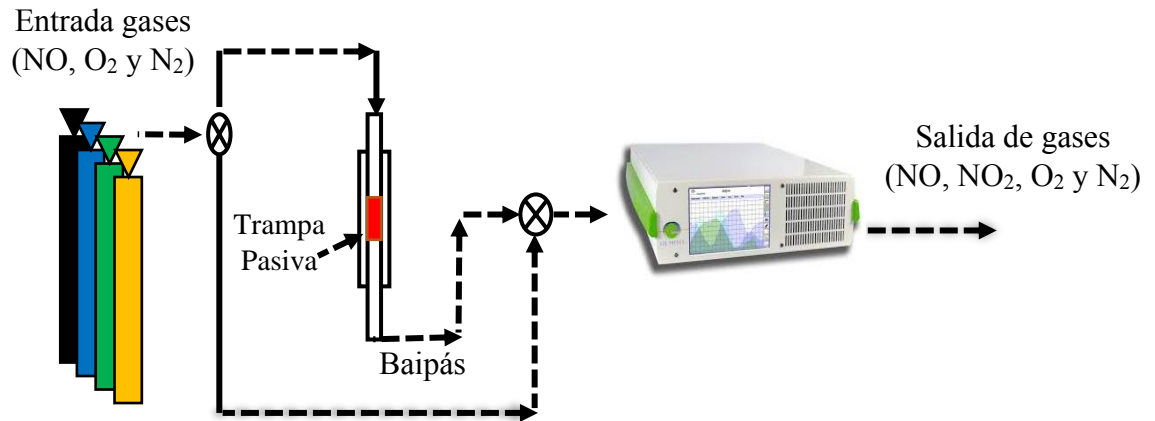 Entrada gases
(NO, O₂ y N₂)
Trampa
Pasiva
Baipás
Salida de gases
(NO, NO₂, O₂ y N₂)